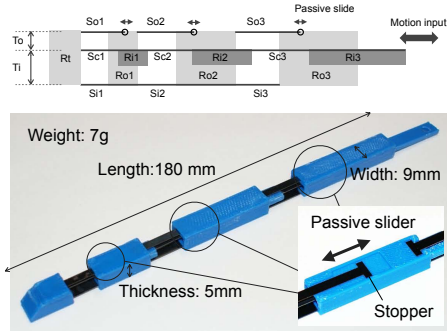 Passive slide
So1 So2 So3
Motion input
To
Rt
Sc1 Ri1 Sc2 Ri2 Sc3 Ri3
Ti
Ro1 Ro2 Ro3
Si1 Si2 Si3
Weight: 7g
Length:180 mm
Width: 9mm
Passive slider
Thickness: 5mm
Stopper